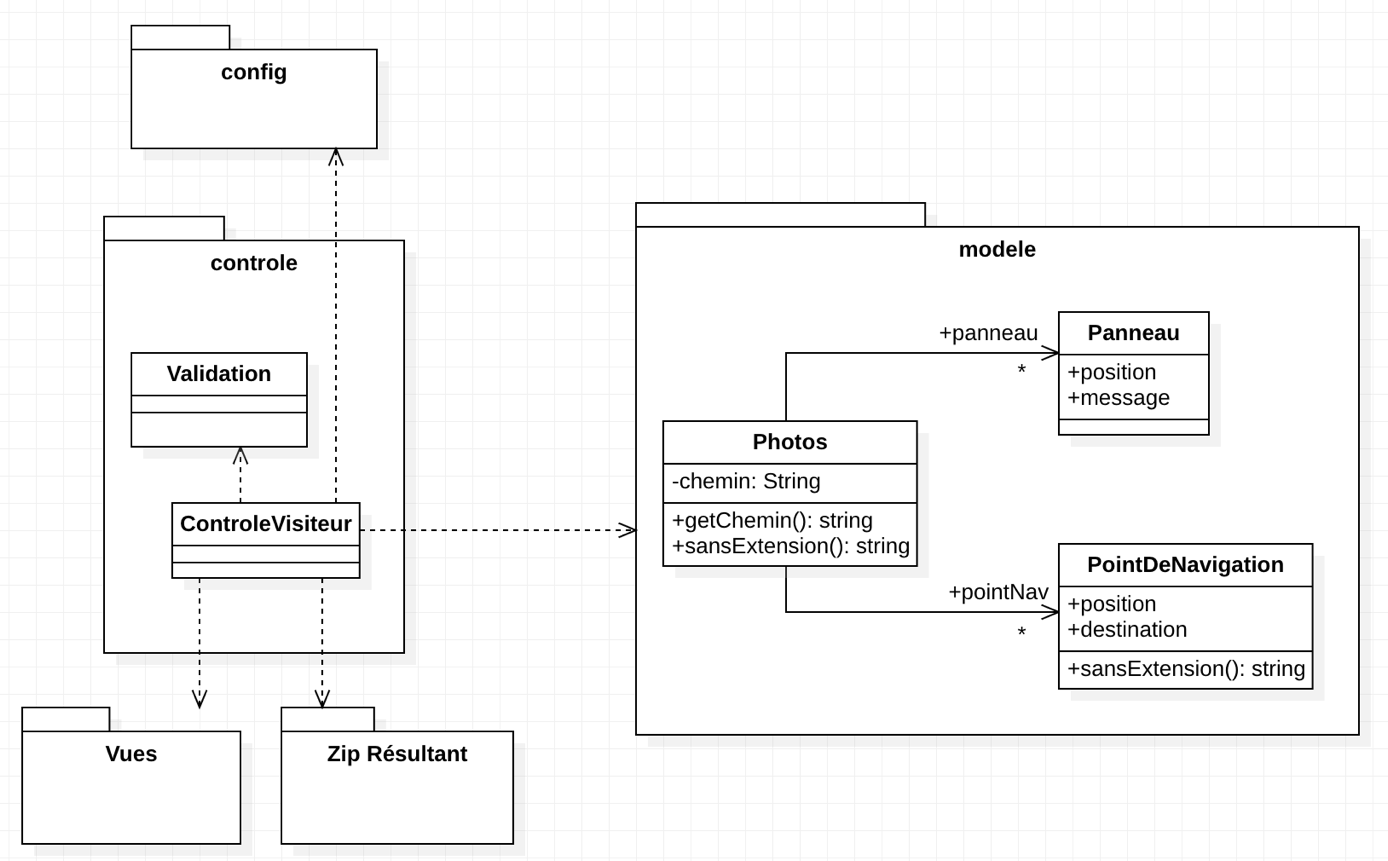 config
controle
Validation
ControleVisiteur
Vues
Zip Résultant
modele
+panneau
*
Panneau
+position
+message
Photos
-chemin: String
+getChemin(): string
+sansExtension(): string
+pointNav
*
PointDeNavigation
+position
+destination
+sansExtension(): string